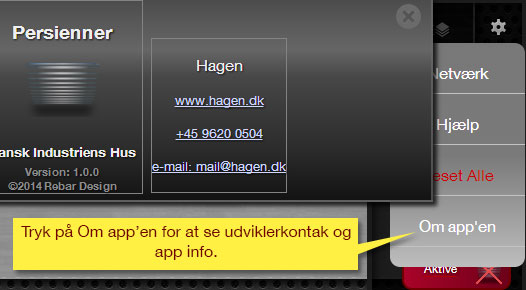 Persienner
ansk Industriens Hus
Version: 1.0.0
©2014 Rebar Design
Hagen
www.hagen.dk
+45 9620 0504
e-mail: mail@hagen.dk
Netværk
Hjælp
Reset Alle
Om app'en
Aktive
Tryk på Om app'en for at se udviklerkontak og
app info.